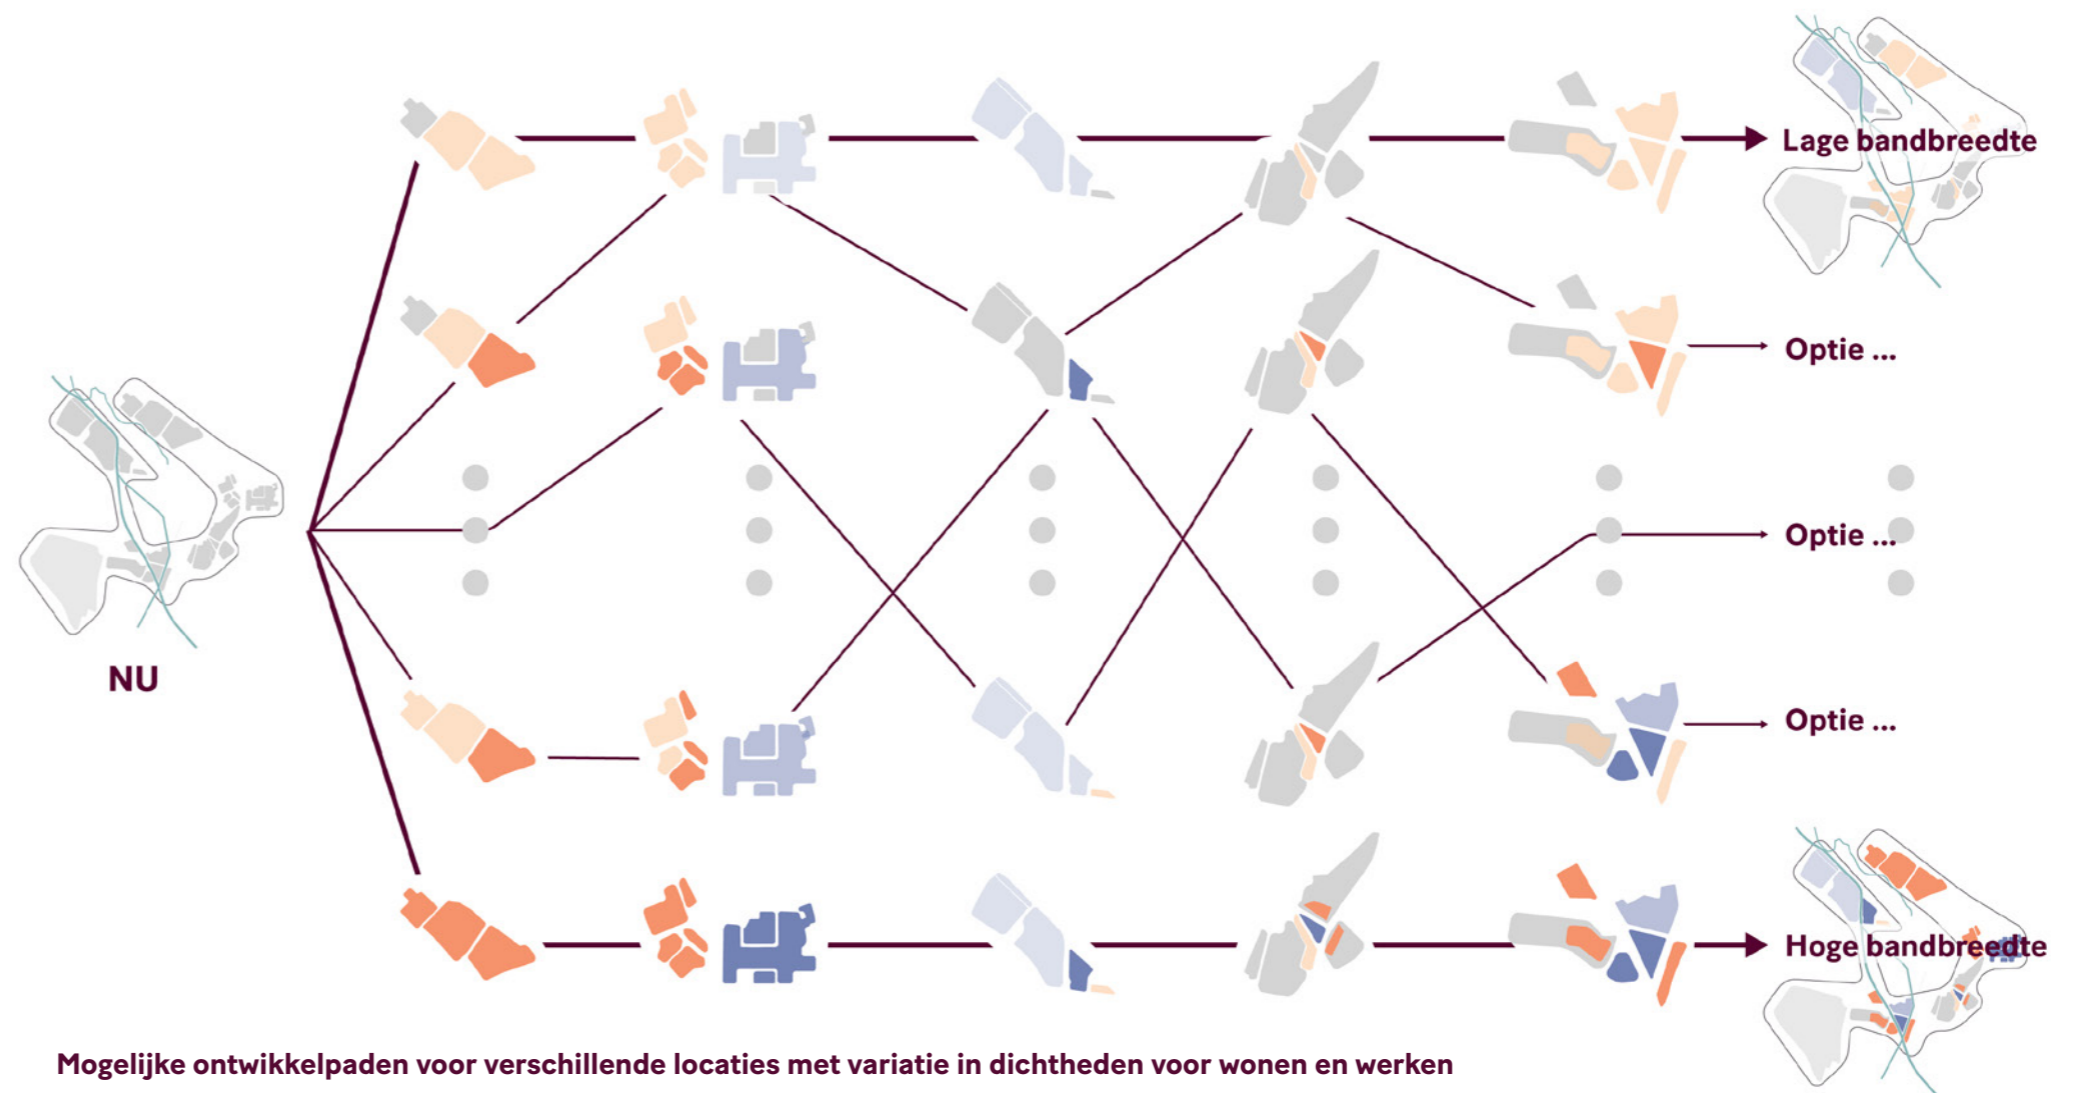 Lage bandbreedte
Optie ...
Optie ...
NU
Optie ...
Hoge bandbreedte
Mogelijke ontwikkelpaden voor verschillende locaties met variatie in dichtheden voor wonen en werken